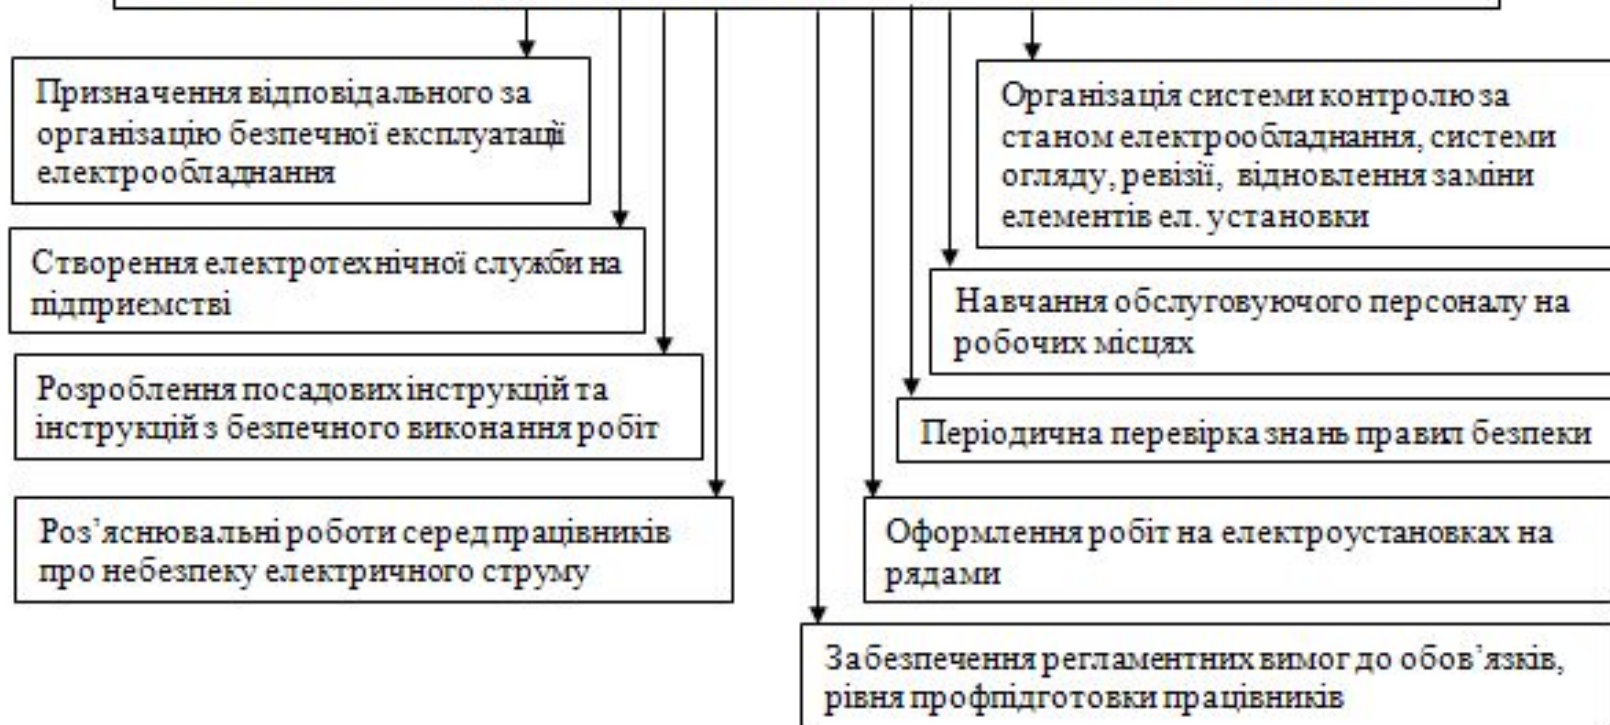 Призначення відповідального за
організацію безпечної експлуатації
електрообладнання
Створення електротехнічної служби на
підприємстві
Розроблення посадових інструкцій та
інструкцій з безпечного виконання робіт
Роз’яснювальні роботи серед працівників
про небезпеку електричного струму
Організація системи контролю за
станом електрообладнання, системи
огляду, ревізії, відновлення заміни
елементів ел. установки
Навчання обслуговуючого персоналу на
робочих місцях
Періодична перевірка знань правил безпеки
Оформлення робіт на електроустановках на
рядами
Забезпечення регламентних вимог до обов’язків,
рівня профпідготовки працівників